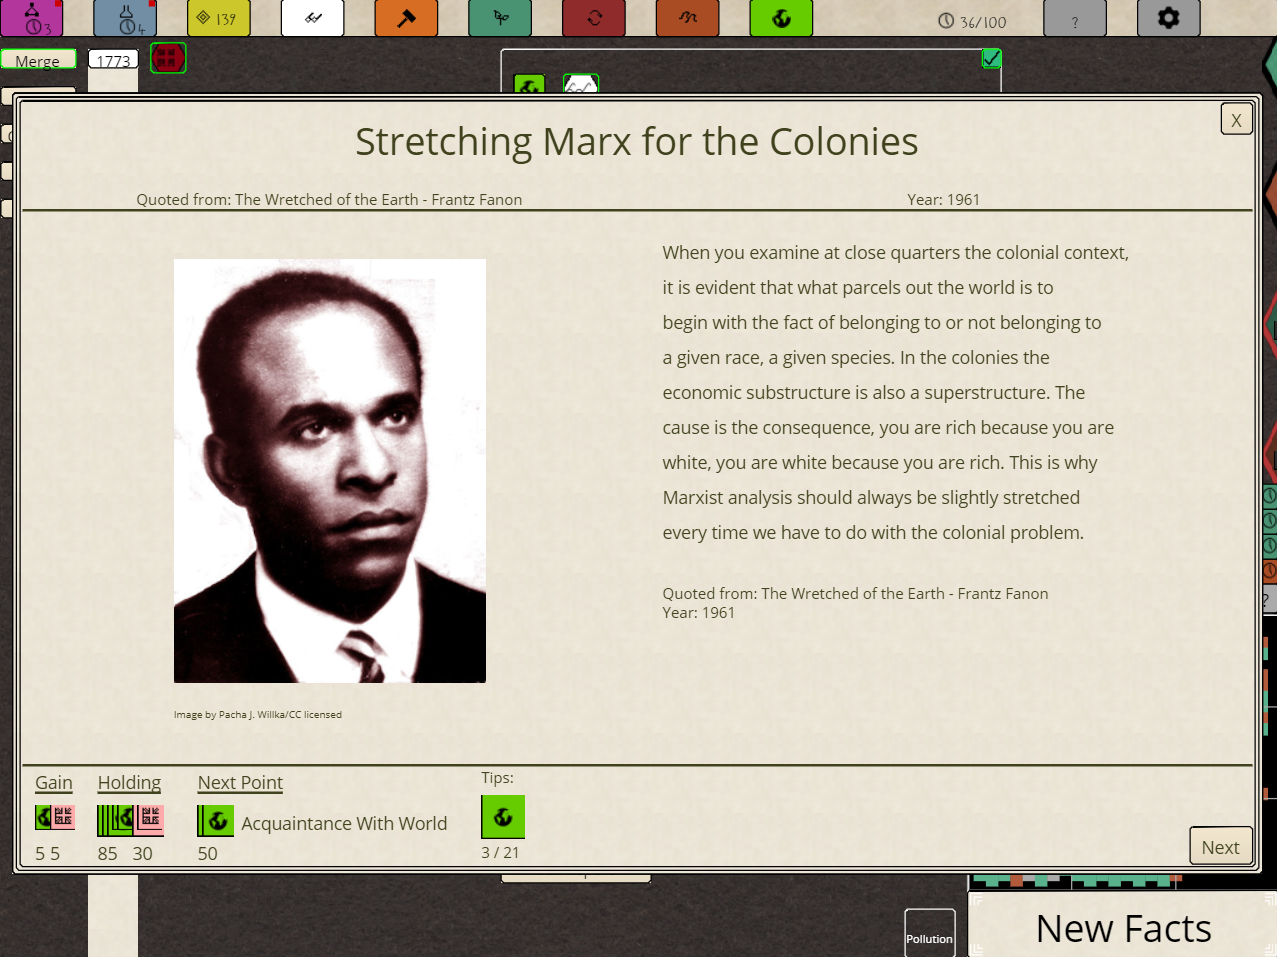 3
4
139
36/100
?
Merge
1773
X
Stretching Marx for the Colonies
Quoted from: The Wretched of the Earth - Frantz Fanon
Year: 1961
When you examine at close quarters the colonial context,
it is evident that what parcels out the world is to
begin with the fact of belonging to or not belonging to
a given race, a given species. In the colonies the
economic substructure is also a superstructure. The
cause is the consequence, you are rich because you are
white, you are white because you are rich. This is why
Marxist analysis should always be slightly stretched
every time we have to do with the colonial problem.
Quoted from: The Wretched of the Earth - Frantz Fanon
Year: 1961
Image by Pacha J. Willka/CC licensed
?
Gain
Holding
Next Point
Tips:
Acquaintance With World
5 5
85 30
50
3 / 21
Next
Pollution
New Facts